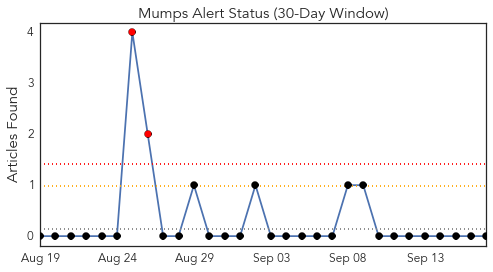 Mumps Alert Status (30-Day Window)
Articles Found
4
3
2
1
0
Aug 19 Aug 24 Aug 29 Sep 03 Sep 08 Sep 13